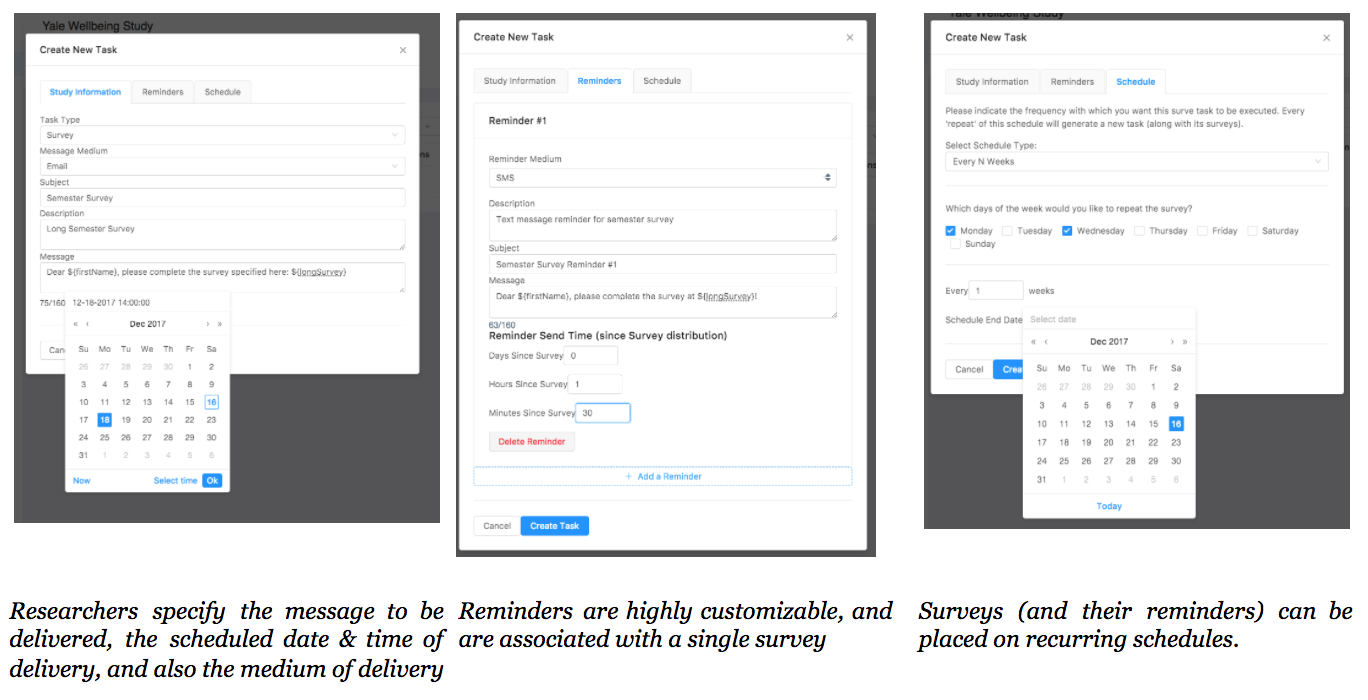 Yale Wellbeing Study
Create New Task
Study Information Reminders Schedule
Task Type
Survey
Message Medium
Email
Subject
Semester Survey
Description
Long Semester Survey
Message
Dear ${firstName}, please complete the survey specified here: ${longSurvey}
75/160 12-18-2017 14:00:00
« ‹ Dec 2017 › »
Su Mo Tu We Th Fr Sa
26 27 28 29 30 1 2
3 4 5 6 7 8 9
10 11 12 13 14 15 16
17 18 19 20 21 22 23
24 25 26 27 28 29 30
31 1 2 3 4 5 6
Now Select time Ok
Create New Task
Study Information Reminders Schedule
Reminder #1
Reminder Medium
SMS
Description
Text message reminder for semester survey
Subject
Semester Survey Reminder #1
Message
Dear ${firstName}, please complete the survey at ${longSurvey}!
63/160
Reminder Send Time (since Survey distribution)
Days Since Survey 0
Hours Since Survey 1
Minutes Since Survey 30
Delete Reminder
+ Add a Reminder
Cancel Create Task
Yale Wellbeing Study
Create New Task
Study Information Reminders Schedule
Please indicate the frequency with which you want this surve task to be executed. Every
'repeat' of this schedule will generate a new task (along with its surveys).
Select Schedule Type:
Every N Weeks
Which days of the week would you like to repeat the survey?
Monday Tuesday Wednesday Thursday Friday Saturday
Sunday
Every 1 weeks
Schedule End Date Select date
« ‹ Dec 2017 › »
Su Mo Tu We Th Fr Sa
26 27 28 29 30 1 2
3 4 5 6 7 8 9
10 11 12 13 14 15 16
17 18 19 20 21 22 23
24 25 26 27 28 29 30
31 1 2 3 4 5 6
Today
Cancel Crea
Researchers specify the message to be
delivered, the scheduled date & time of
delivery, and also the medium of delivery
Reminders are highly customizable, and
are associated with a single survey
Surveys (and their reminders) can be
placed on recurring schedules.